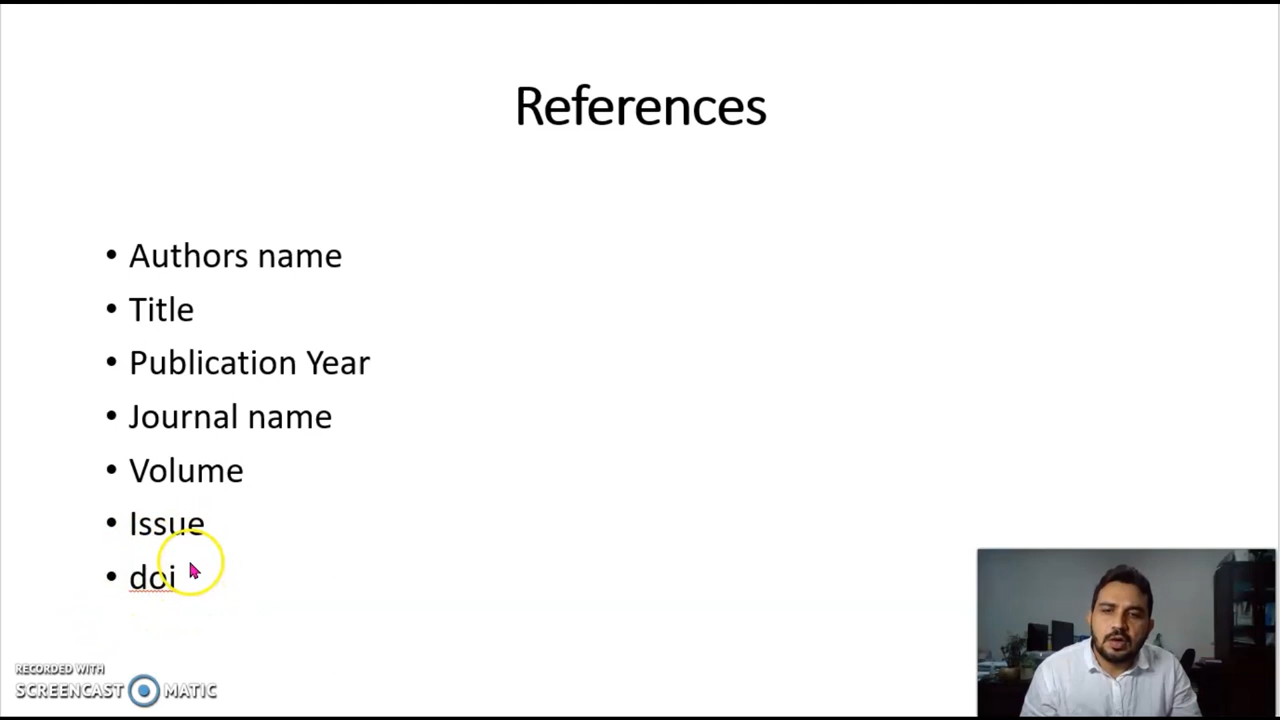 References
• Authors name
• Title
• Publication Year
• Journal name
• Volume
• Issue
• doi
RECORDED WITH
SCREENCAST MATIC